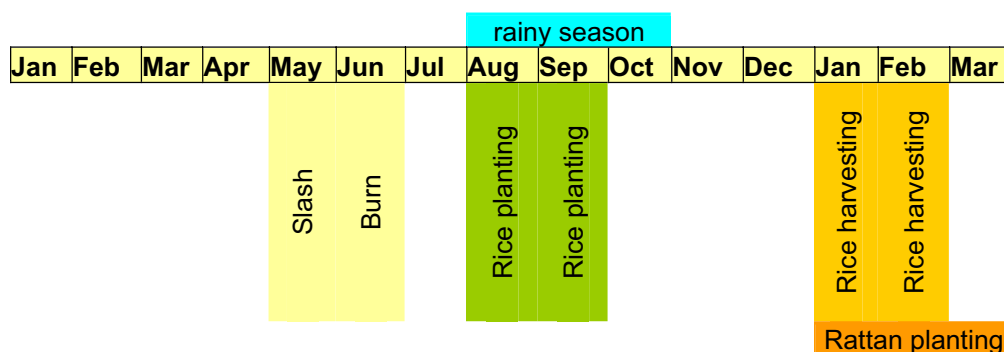 rainy season
Jan Feb Mar Apr May Jun Jul Aug Sep Oct Nov Dec Jan Feb Mar
Slash
Burn
Rice planting
Rice planting
Rice harvesting
Rice harvesting
Rattan planting